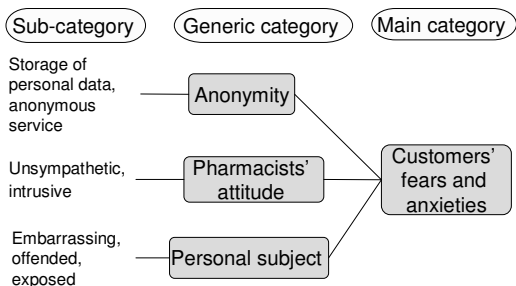 Sub-category
Generic category
Main category
Storage of
personal data,
anonymous
service
Anonymity
Unsympathetic,
intrusive
Pharmacists'
attitude
Customers'
fears and
anxieties
Embarrassing,
offended,
exposed
Personal subject